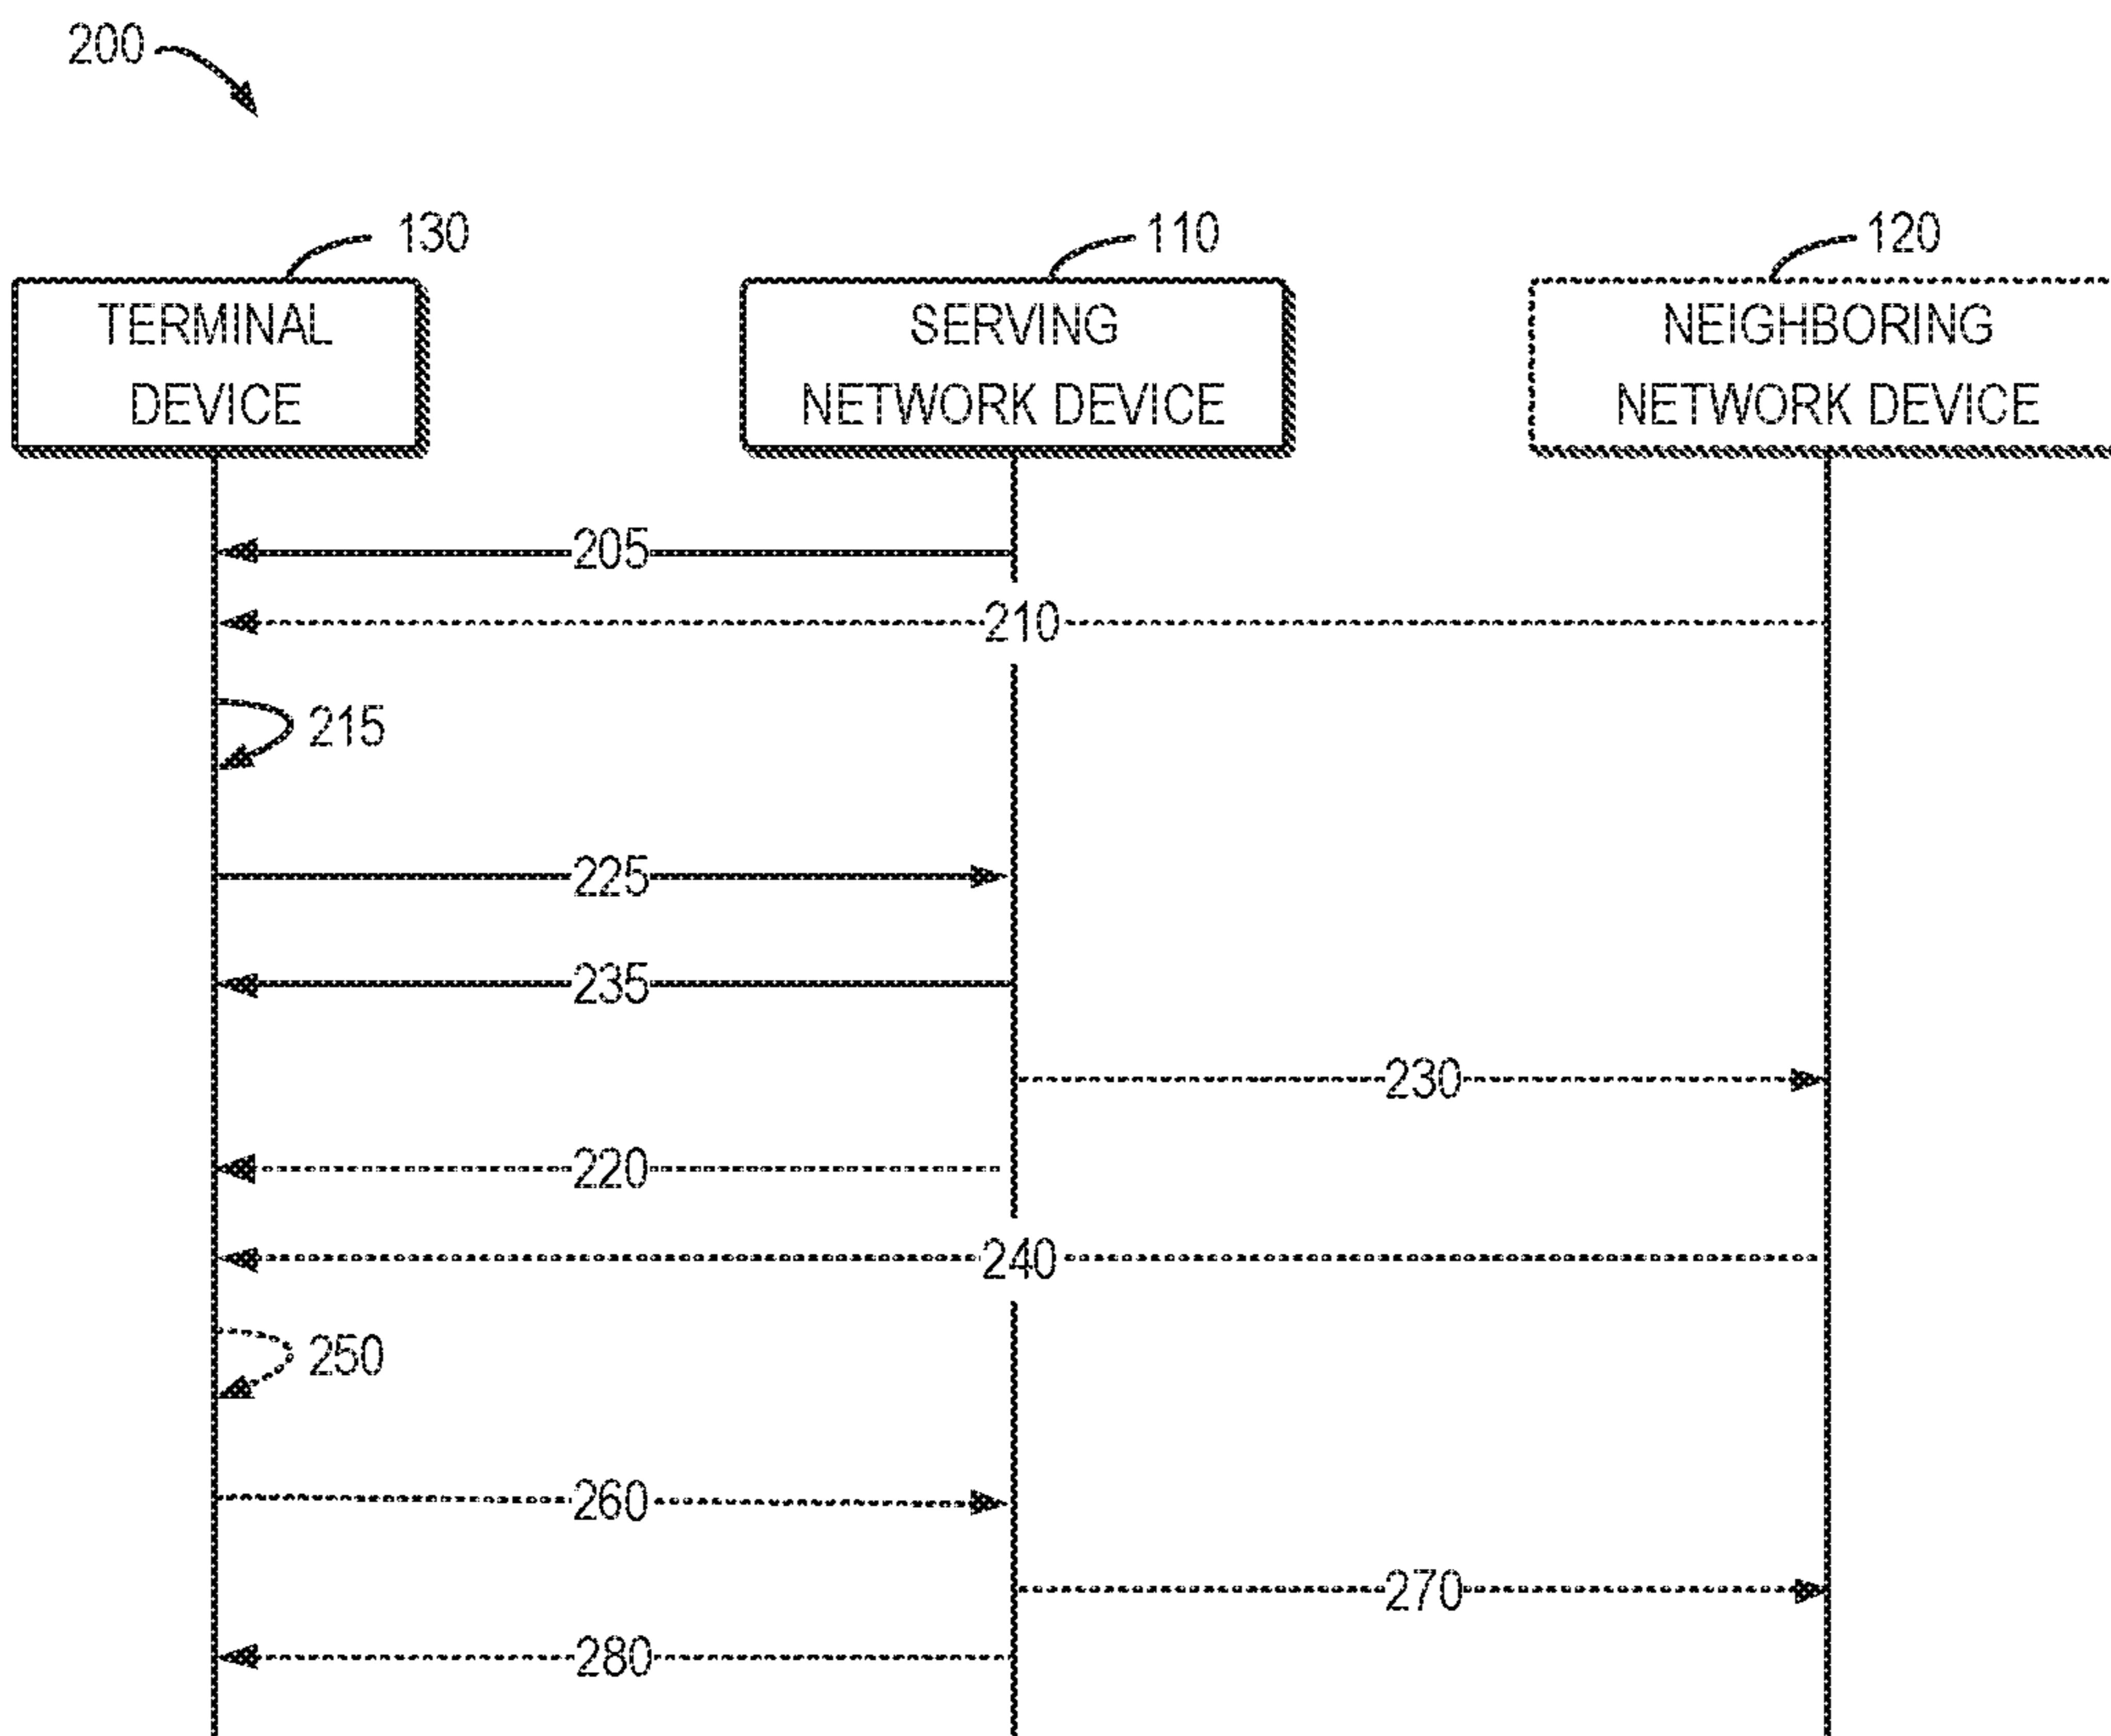 200
130
110
120
TERMINAL
DEVICE
SERVING
NETWORK DEVICE
NEIGHBORING
NETWORK DEVICE
205
210
215
225
235
230
220
240
250
260
270
280